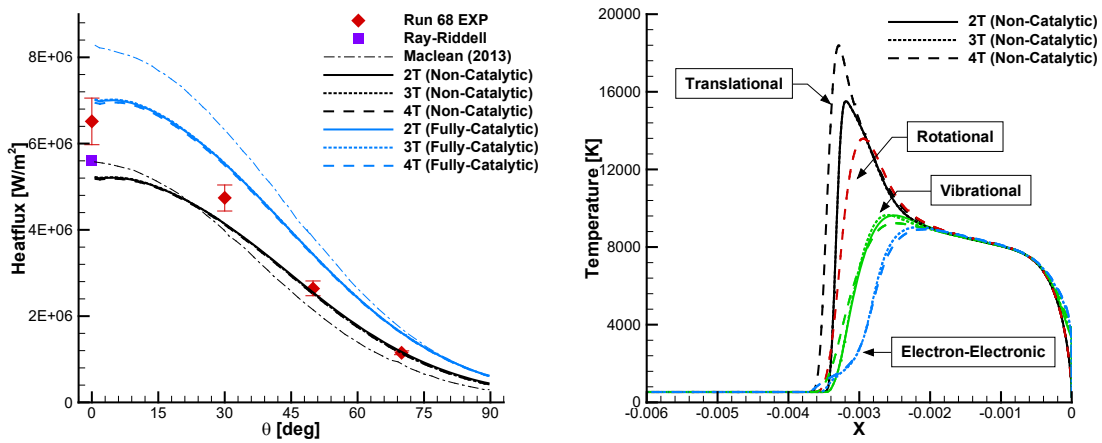 Run 68 EXP
Ray-Riddell
Maclean (2013)
2T (Non-Catalytic)
3T (Non-Catalytic)
4T (Non-Catalytic)
2T (Fully-Catalytic)
3T (Fully-Catalytic)
4T (Fully-Catalytic)
8E+06
6E+06
4E+06
2E+06
0
Heatflux [W/m²]
0 15 30 45 60 75 90
θ [deg]
2T (Non-Catalytic)
3T (Non-Catalytic)
4T (Non-Catalytic)
Translational
Rotational
Vibrational
Electron-Electronic
20000
16000
12000
8000
4000
0
Temperature [K]
-0.006 -0.005 -0.004 -0.003 -0.002 -0.001 0
X